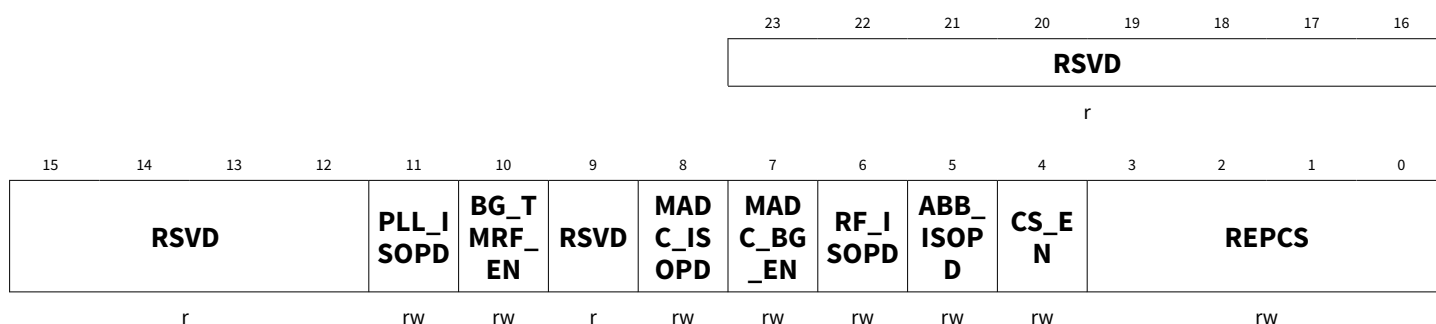 23 22 21 20 19 18 17 16
RSVD
r
15 14 13 12 11 10 9 8 7 6 5 4 3 2 1 0
RSVD
PLL_I
SOPD
BG_T
MRF_
EN
RSVD
MAD
C_IS
OPD
MAD
C_BG
_EN
RF_I
SOPD
ABB_
ISOP
D
CS_E
N
REPCS
r rw rw r rw rw rw rw rw rw